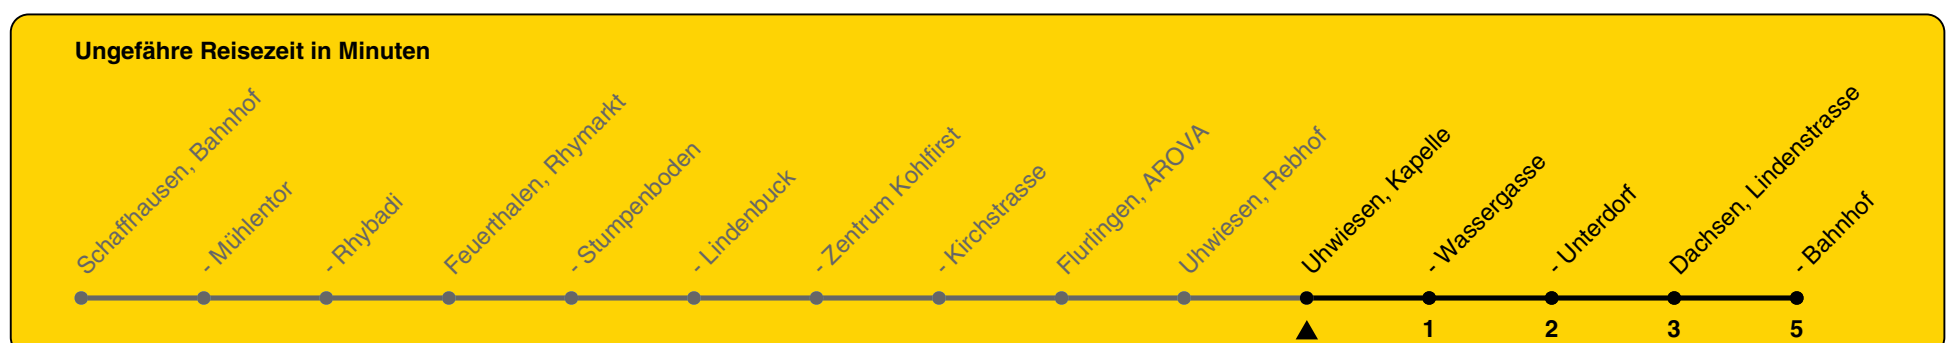 Ungefähre Reisezeit in Minuten
Schaffhausen, Bahnhof
- Mühlentor
- Rhybadi
Feuerthalen, Rhymarkt
- Stumpenboden
- Lindenbuck
- Zentrum Kohlfirst
- Kirchstrasse
Flurlingen, AROVA
Uhwiesen, Rebhof
Uhwiesen, Kapelle
- Wassergasse
- Unterdorf
Dachsen, Lindenstrasse
- Bahnhof
1 2 3 5